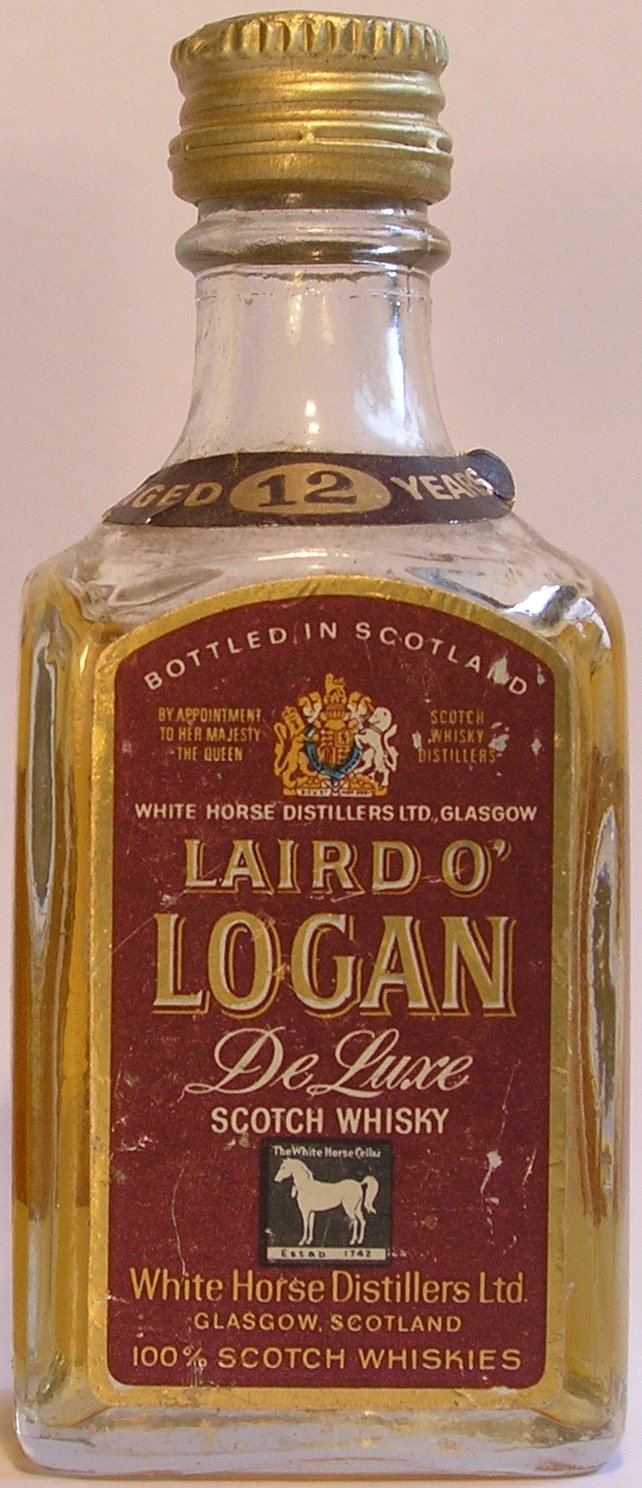 AGED 12 YEARS
BOTTLED IN SCOTLAND
BY APPOINTMENT
TO HER MAJESTY
THE QUEEN
SCOTCH
WHISKY
DISTILLERS
WHITE HORSE DISTILLERS LTD., GLASGOW
LAIRD O'
LOGAN
De Luxe
SCOTCH WHISKY
The White Horse Cellar
Estab 1742
White Horse Distillers Ltd.
GLASGOW, SCOTLAND
100% SCOTCH WHISKIES